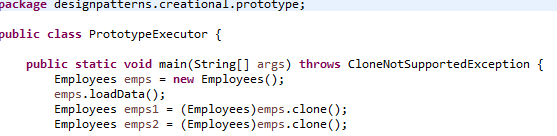 package designpatterns.creational.prototype;
public class PrototypeExecutor {
public static void main(String[] args) throws CloneNotSupportedException {
Employees emps = new Employees();
emps.loadData();
Employees emps1 = (Employees)emps.clone();
Employees emps2 = (Employees)emps.clone();